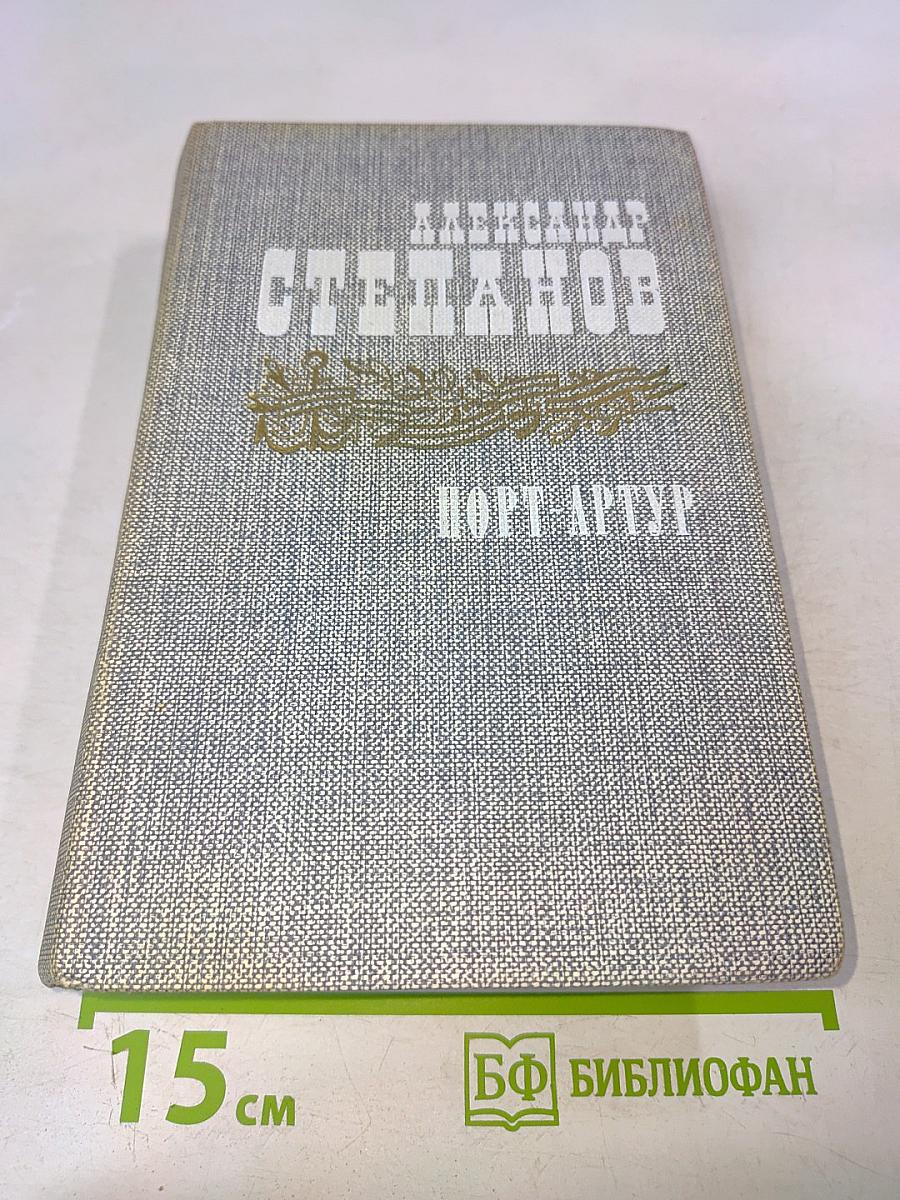 АЛЕКСАНДР
СТЕПАНОВ
ПОРТ-АРТУР
15 см
БФ БИБЛИОФАН